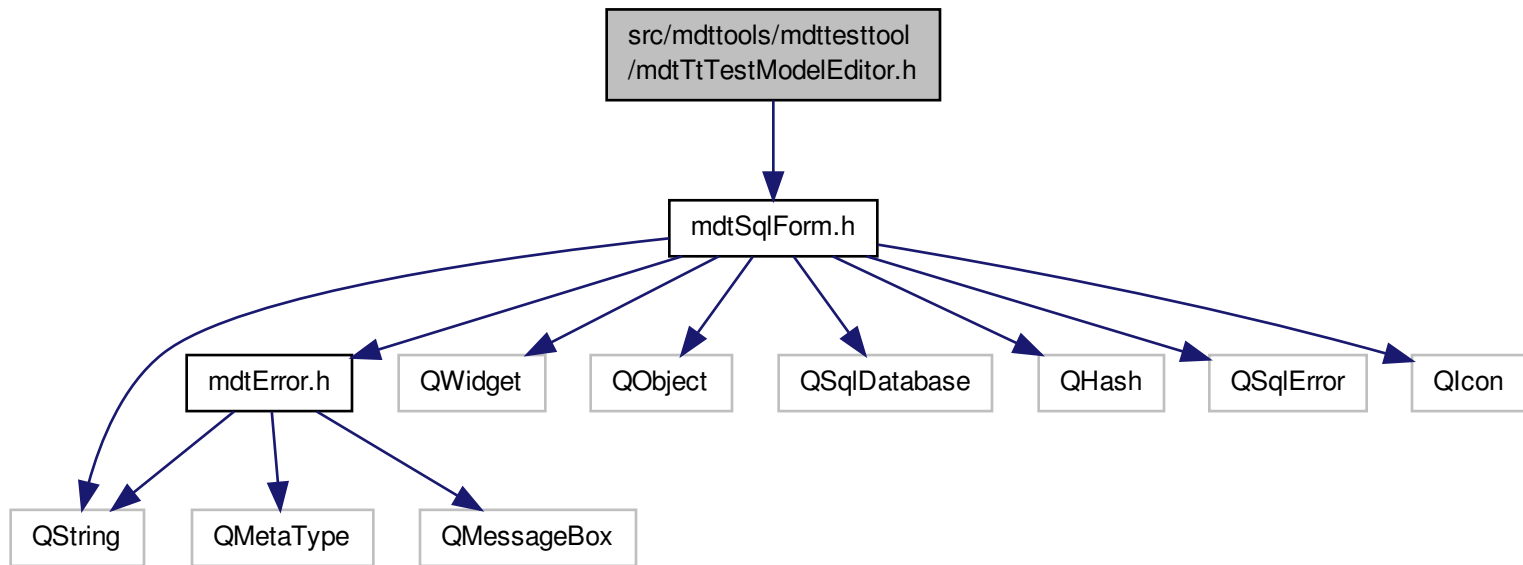 src/mdttools/mdttesttool
/mdtTtTestModelEditor.h
mdtSqlForm.h
mdtError.h
QWidget
QObject
QSqlDatabase
QHash
QSqlError
QIcon
QString
QMetaType
QMessageBox